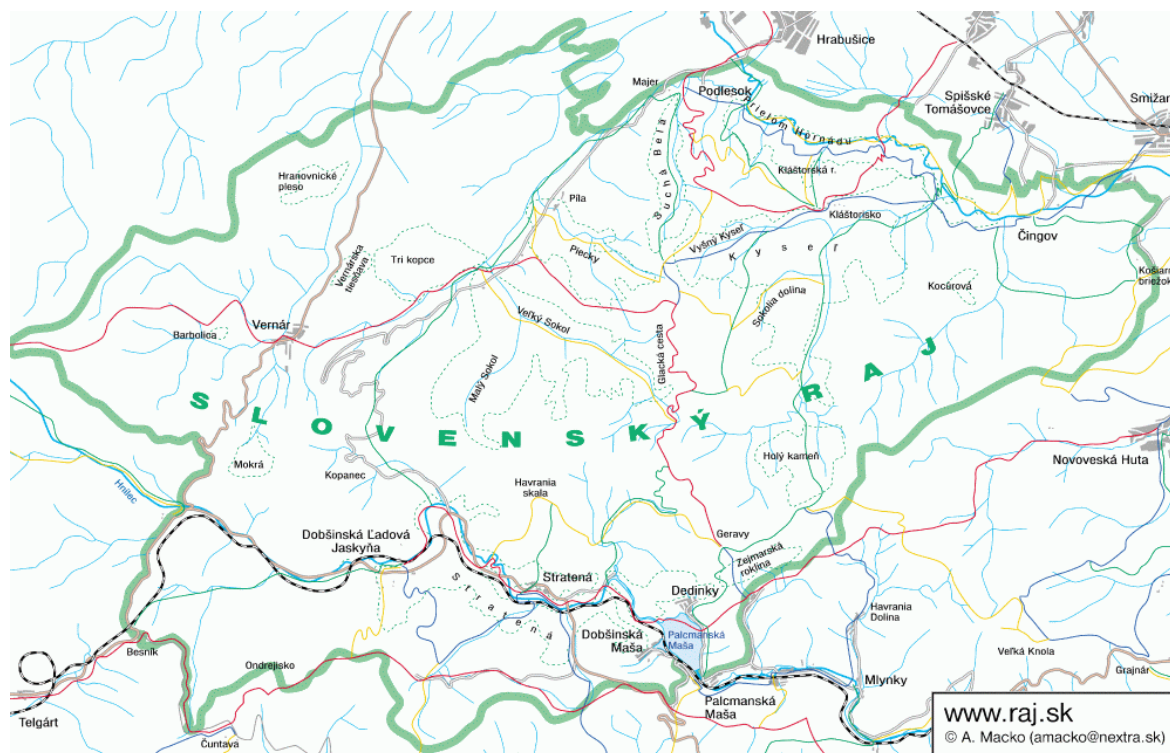 Hrabušice
Majer
Podlesok
Prielom Hornádu
Spišské
Tomášovce
Smižan
Suchá Belá
Kláštorská r.
Hranovnické
pleso
Píla
Kláštorisko
Vyšný Kyseľ
Kyseľ
Čingov
Piecky
Vernárska
tiesňava
Tri kopce
Košiarny
briežok
Kocúrová
Sokolia dolina
Veľký Sokol
Vernár
Barbolica
Glacká cesta
Malý Sokol
SLOVENSKÝ RAJ
Novoveská Huta
Mokrá
Kopanec
Holý kameň
Hnilec
Havrania
skala
Dobšinská Ľadová
Jaskyňa
Geravy
Zejmarská
roklina
Stratená
Stratená
Dedinky
Havrania
Dolina
Dobšinská
Maša
Palcmanská
Maša
Besník
Ondrejisko
Veľká Knola
Grajnár
Mlynky
Palcmanská
Maša
Telgárt
Čuntava
www.raj.sk
© A. Macko (amacko@nextra.sk)